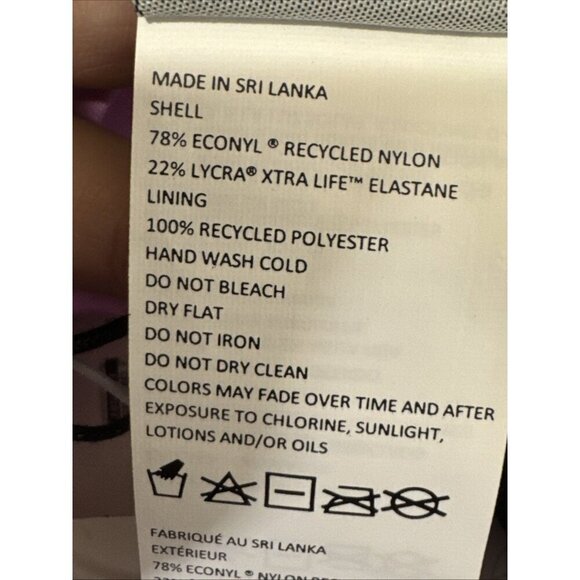 MADE IN SRI LANKA
SHELL
78% ECONYL ® RECYCLED NYLON
22% LYCRA® XTRA LIFE™ ELASTANE
LINING
100% RECYCLED POLYESTER
HAND WASH COLD
DO NOT BLEACH
DRY FLAT
DO NOT IRON
DO NOT DRY CLEAN
COLORS MAY FADE OVER TIME AND AFTER
EXPOSURE TO CHLORINE, SUNLIGHT,
LOTIONS AND/OR OILS
FABRIQUÉ AU SRI LANKA
EXTÉRIEUR
78% ECONYL ® NYLON